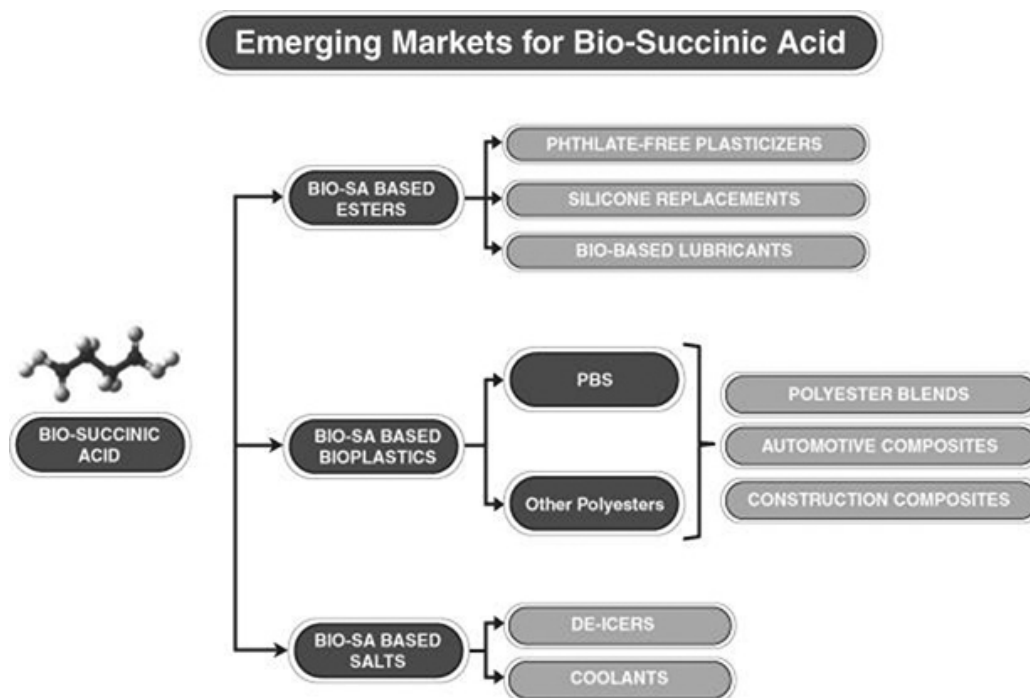 Emerging Markets for Bio-Succinic Acid
PHTHLATE-FREE PLASTICIZERS
BIO-SA BASED
ESTERS
SILICONE REPLACEMENTS
BIO-BASED LUBRICANTS
BIO-SUCCINIC
ACID
BIO-SA BASED
BIOPLASTICS
PBS
Other Polyesters
POLYESTER BLENDS
AUTOMOTIVE COMPOSITES
CONSTRUCTION COMPOSITES
BIO-SA BASED
SALTS
DE-ICERS
COOLANTS